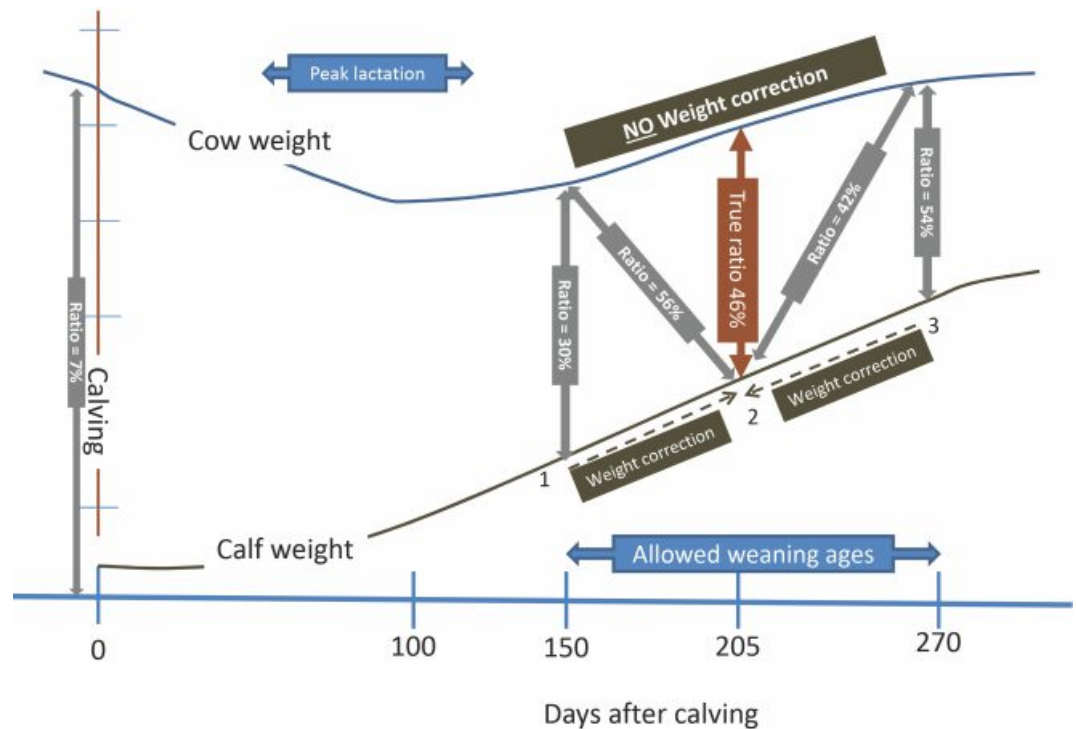 Peak lactation
NO Weight correction
Cow weight
Ratio = 7%
Calving
Ratio = 30%
Ratio = 56%
True ratio 46%
Ratio = 42%
Ratio = 54%
1
2
3
Weight correction
Weight correction
Calf weight
Allowed weaning ages
0
100
150
205
270
Days after calving